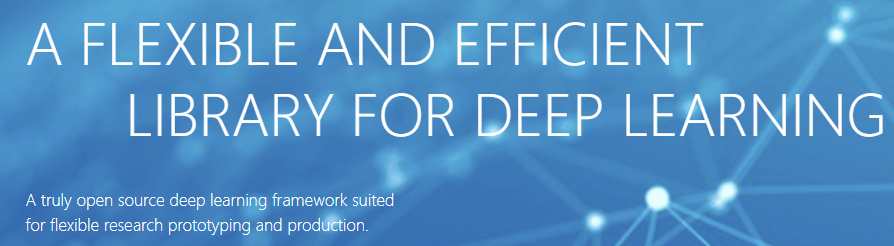 A FLEXIBLE AND EFFICIENT
LIBRARY FOR DEEP LEARNING
A truly open source deep learning framework suited
for flexible research prototyping and production.